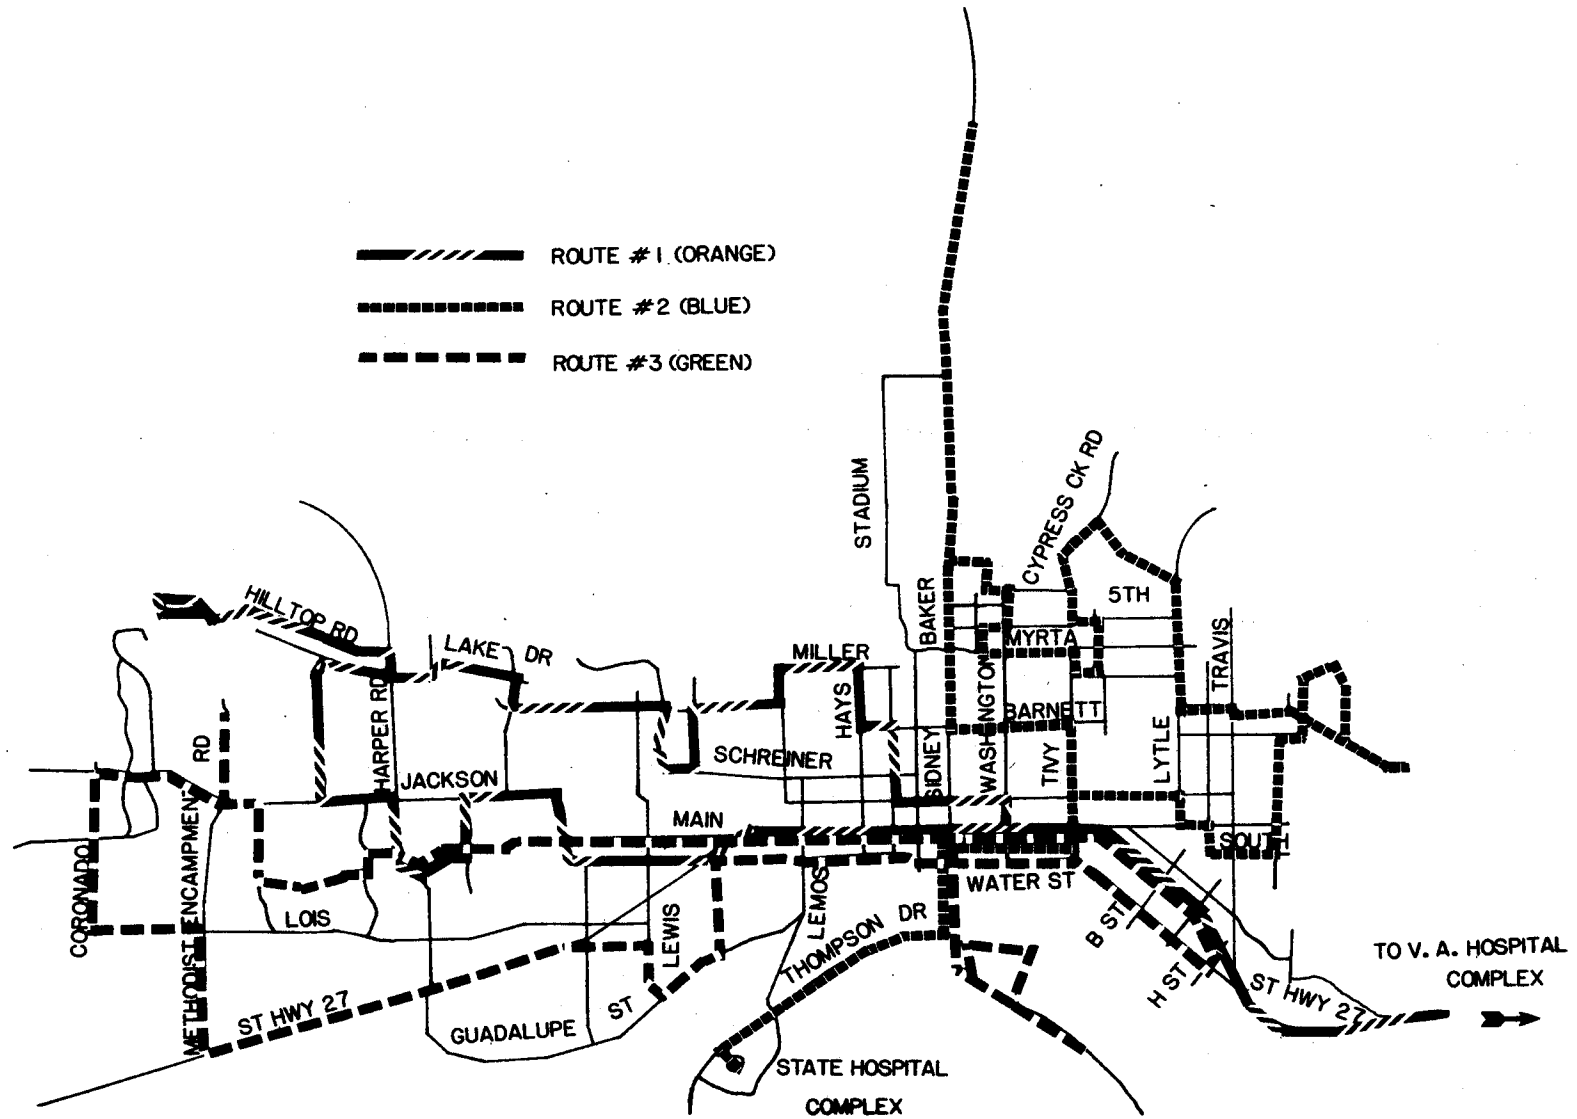 ROUTE #1 (ORANGE)
ROUTE #2 (BLUE)
ROUTE #3 (GREEN)
STADIUM
CYPRESS CK RD
HILLTOP RD
LAKE DR
BAKER
5TH
MYRTA
TRAVIS
MILLER
HAYS
HARPER RD
WASHINGTON
BARNETT
SCHREINER
SIDNEY
TIVY
LYTLE
JACKSON
MAIN
SOUTH
CORONADO
METHODIST ENCAMPMENT RD
LOIS
LEWIS
LEMOS
WATER ST
THOMPSON DR
B ST
H ST
ST HWY 27
GUADALUPE ST
ST HWY 27
TO V. A. HOSPITAL
COMPLEX
STATE HOSPITAL
COMPLEX